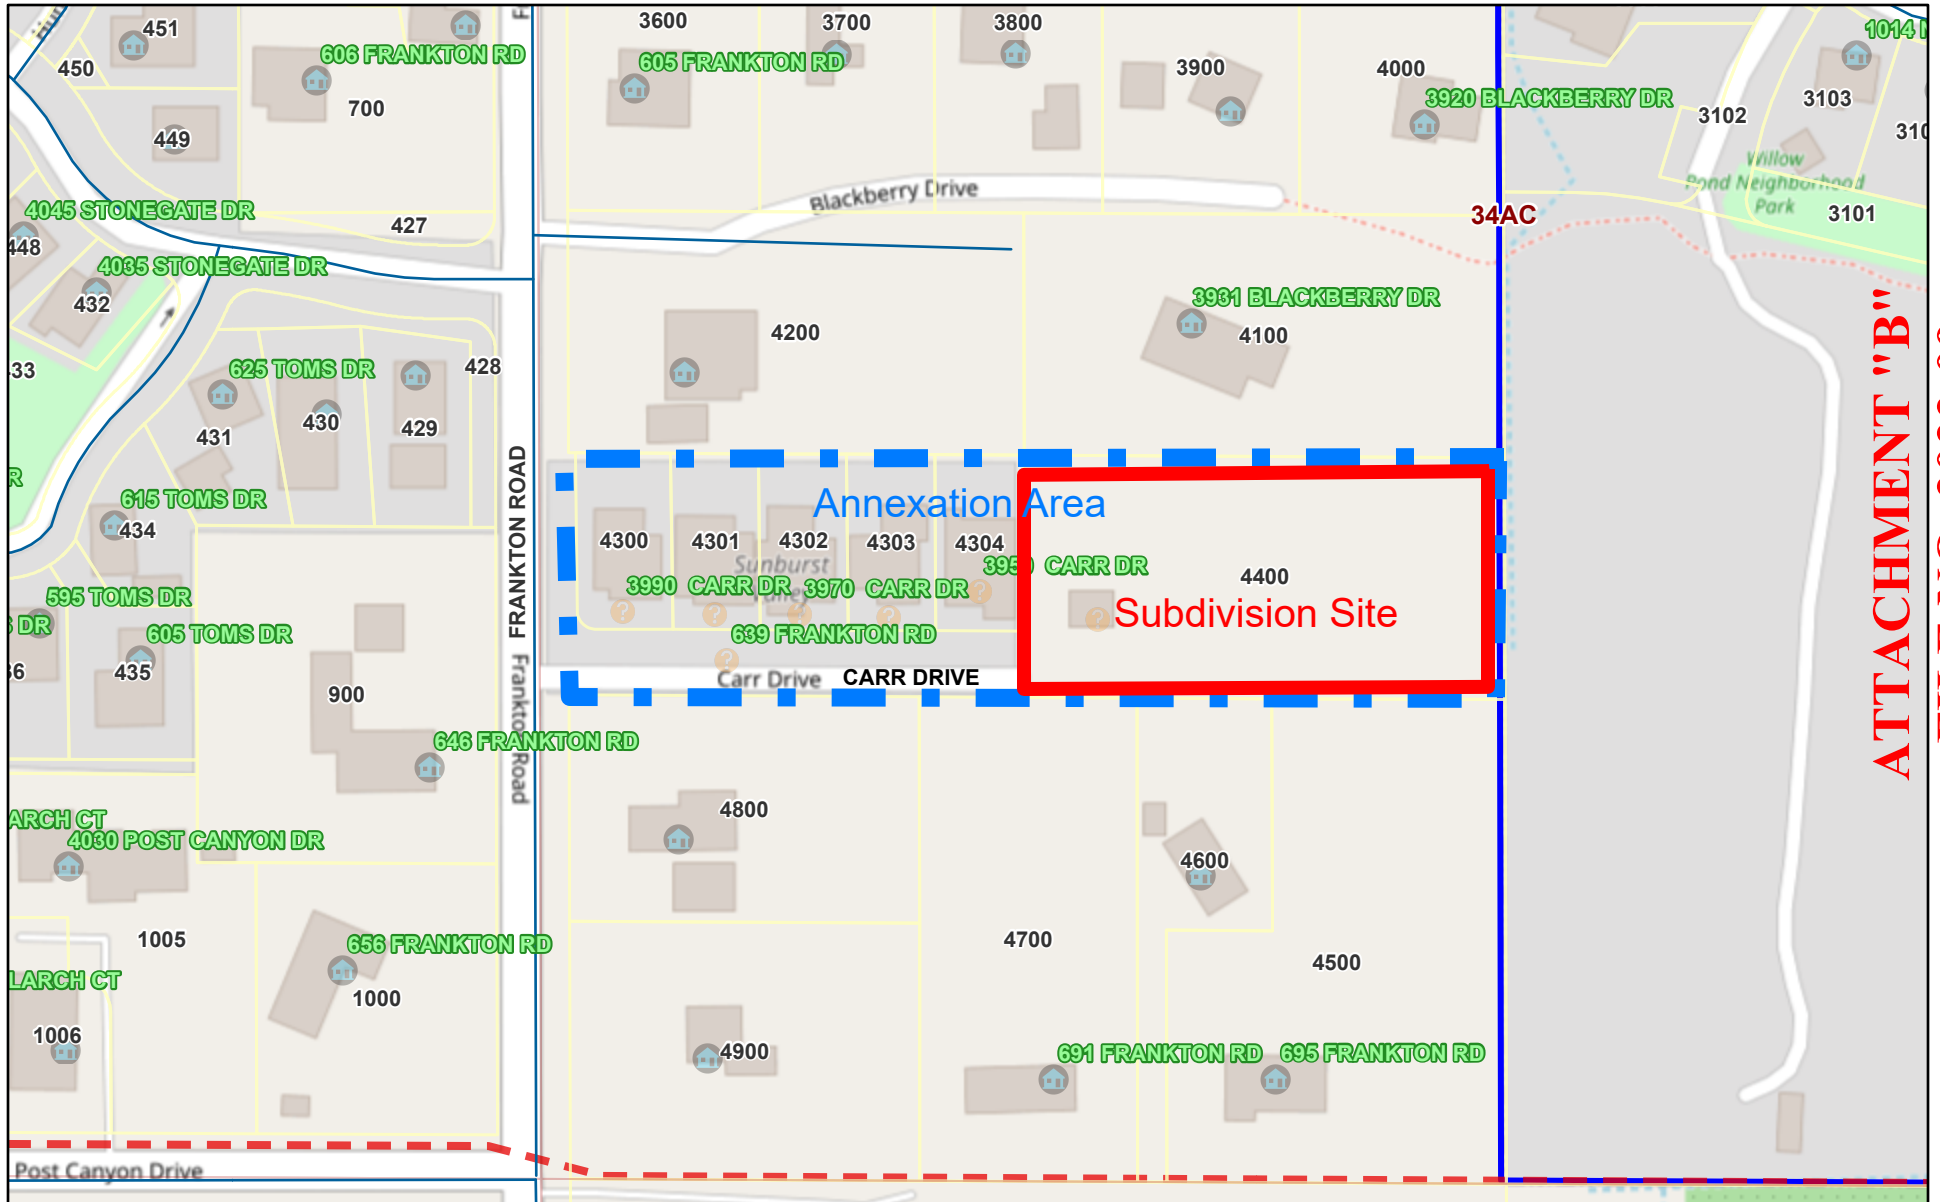 451
450
606 FRANKTON RD
700
449
3600
3700
3800
605 FRANKTON RD
3900
4000
3920 BLACKBERRY DR
3102
3103
1014
Willow
Pond Neighborhood
Park
3101
34AC
Blackberry Drive
4045 STONEGATE DR
427
4035 STONEGATE DR
432
3931 BLACKBERRY DR
4200
4100
625 TOMS DR
428
431
430
429
FRANKTON ROAD
Annexation Area
615 TOMS DR
434
4300
4301
4302
4303
4304
Sunburst
3990 CARR DR
3970 CARR DR
CARR DR
4400
Subdivision Site
595 TOMS DR
605 TOMS DR
DR
435
639 FRANKTON RD
Carr Drive
CARR DRIVE
900
Frankton Road
646 FRANKTON RD
4800
ARCH CT
4030 POST CANYON DR
4600
1005
656 FRANKTON RD
4700
4500
LARCH CT
1000
1006
4900
691 FRANKTON RD
695 FRANKTON RD
Post Canyon Drive
ATTACHMENT "B"